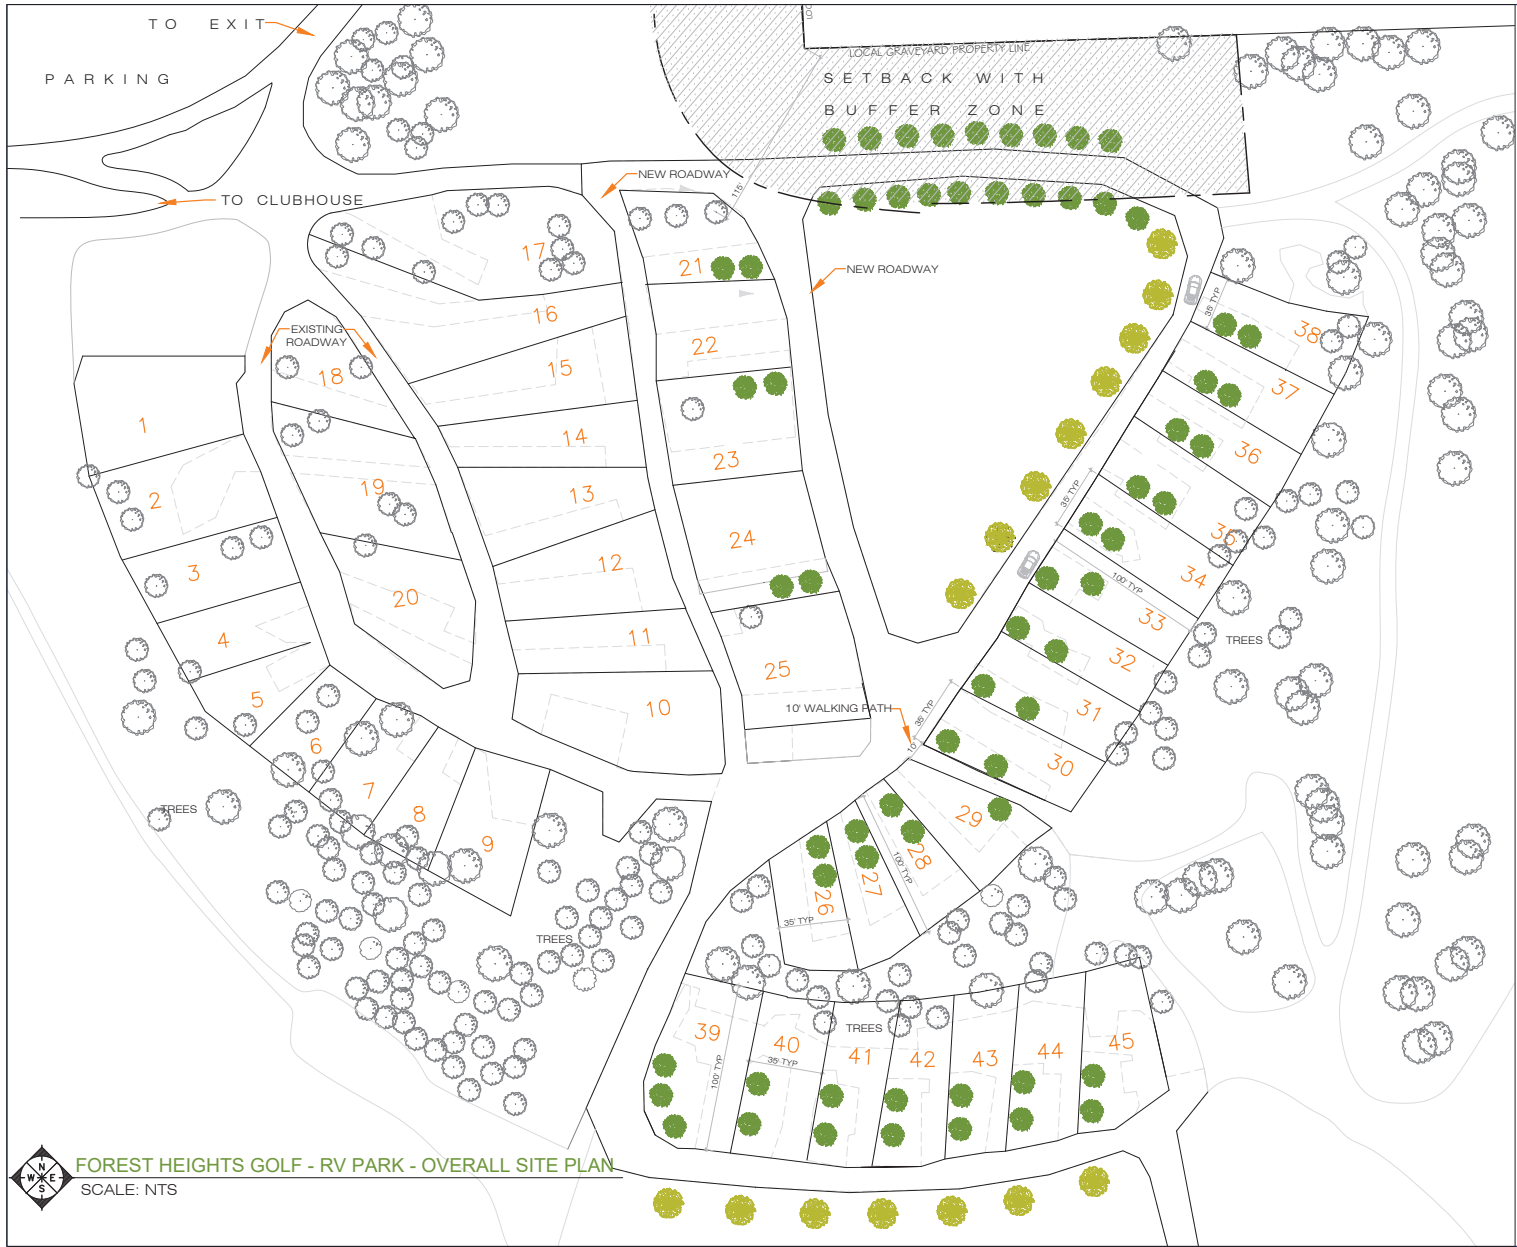 TO EXIT
PARKING
LOCAL GRAVEYARD PROPERTY LINE
SETBACK WITH
BUFFER ZONE
115'
NEW ROADWAY
TO CLUBHOUSE
17
21
NEW ROADWAY
16
38
35' TYP
EXISTING
ROADWAY
22
15
18
37
1
14
23
36
2
19
13
35' TYP
24
35
12
3
20
34
100' TYP
33
4
11
32
TREES
5
25
10
10' WALKING PATH
35' TYP
31
10'
6
7
8
9
30
TREES
29
28
100' TYP
27
26
35' TYP
TREES
39
40
TREES
41
42
43
44
45
35' TYP
100' TYP
N
W E
S
FOREST HEIGHTS GOLF - RV PARK - OVERALL SITE PLAN
SCALE: NTS